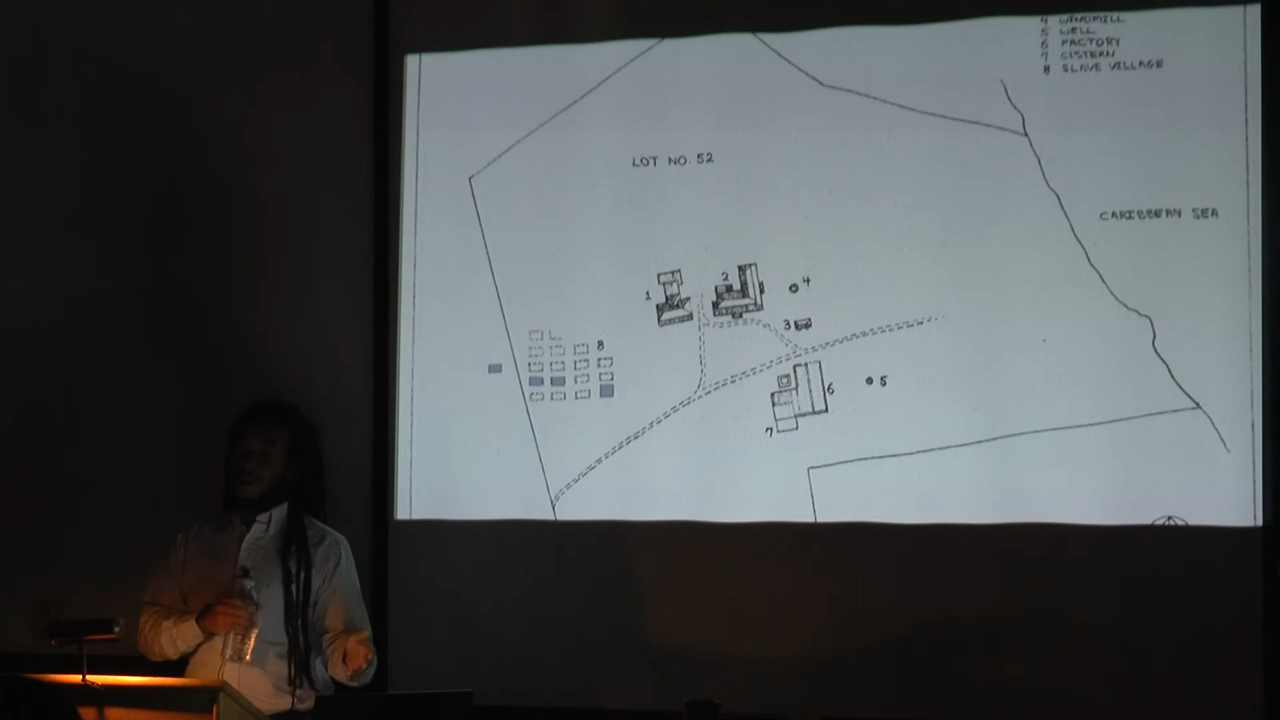 4 WINDMILL
5 WELL
6 FACTORY
7 CISTERN
8 SLAVE VILLAGE
LOT NO. 52
CARIBBEAN SEA
1
2
4
3
8
6
5
7